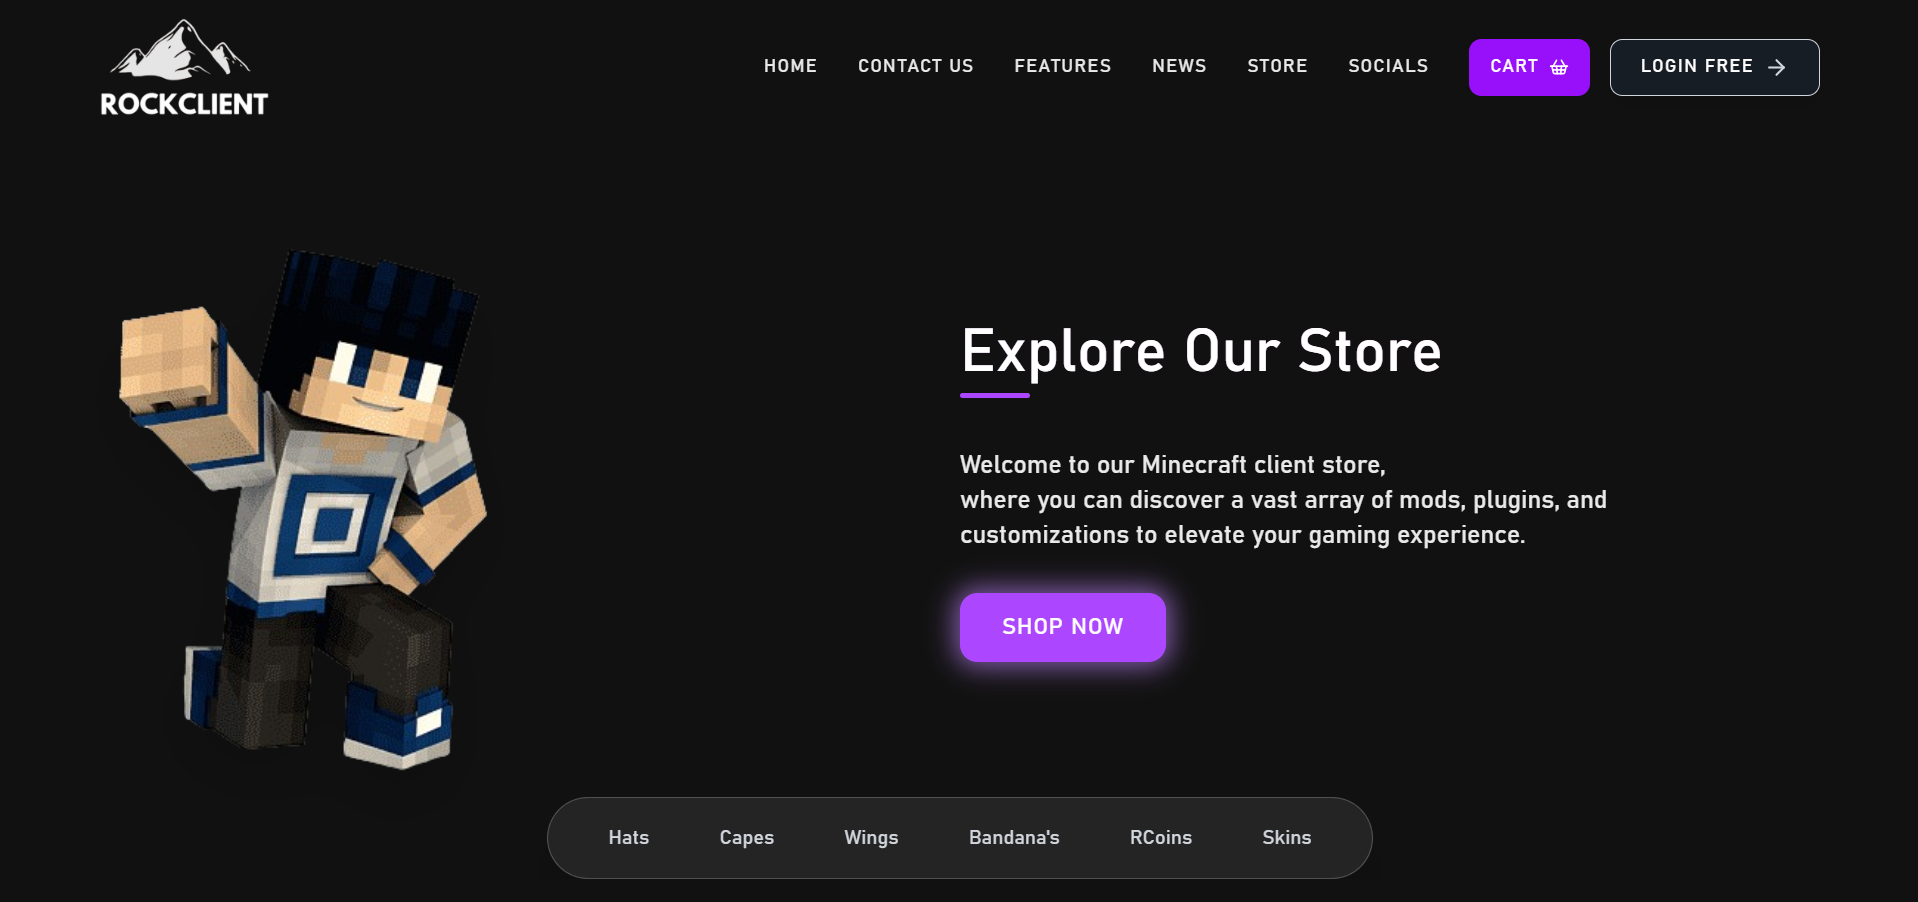 ROCKCLIENT
HOME CONTACT US FEATURES NEWS STORE SOCIALS CART LOGIN FREE
Explore Our Store
Welcome to our Minecraft client store,
where you can discover a vast array of mods, plugins, and
customizations to elevate your gaming experience.
SHOP NOW
Hats Capes Wings Bandana's RCoins Skins